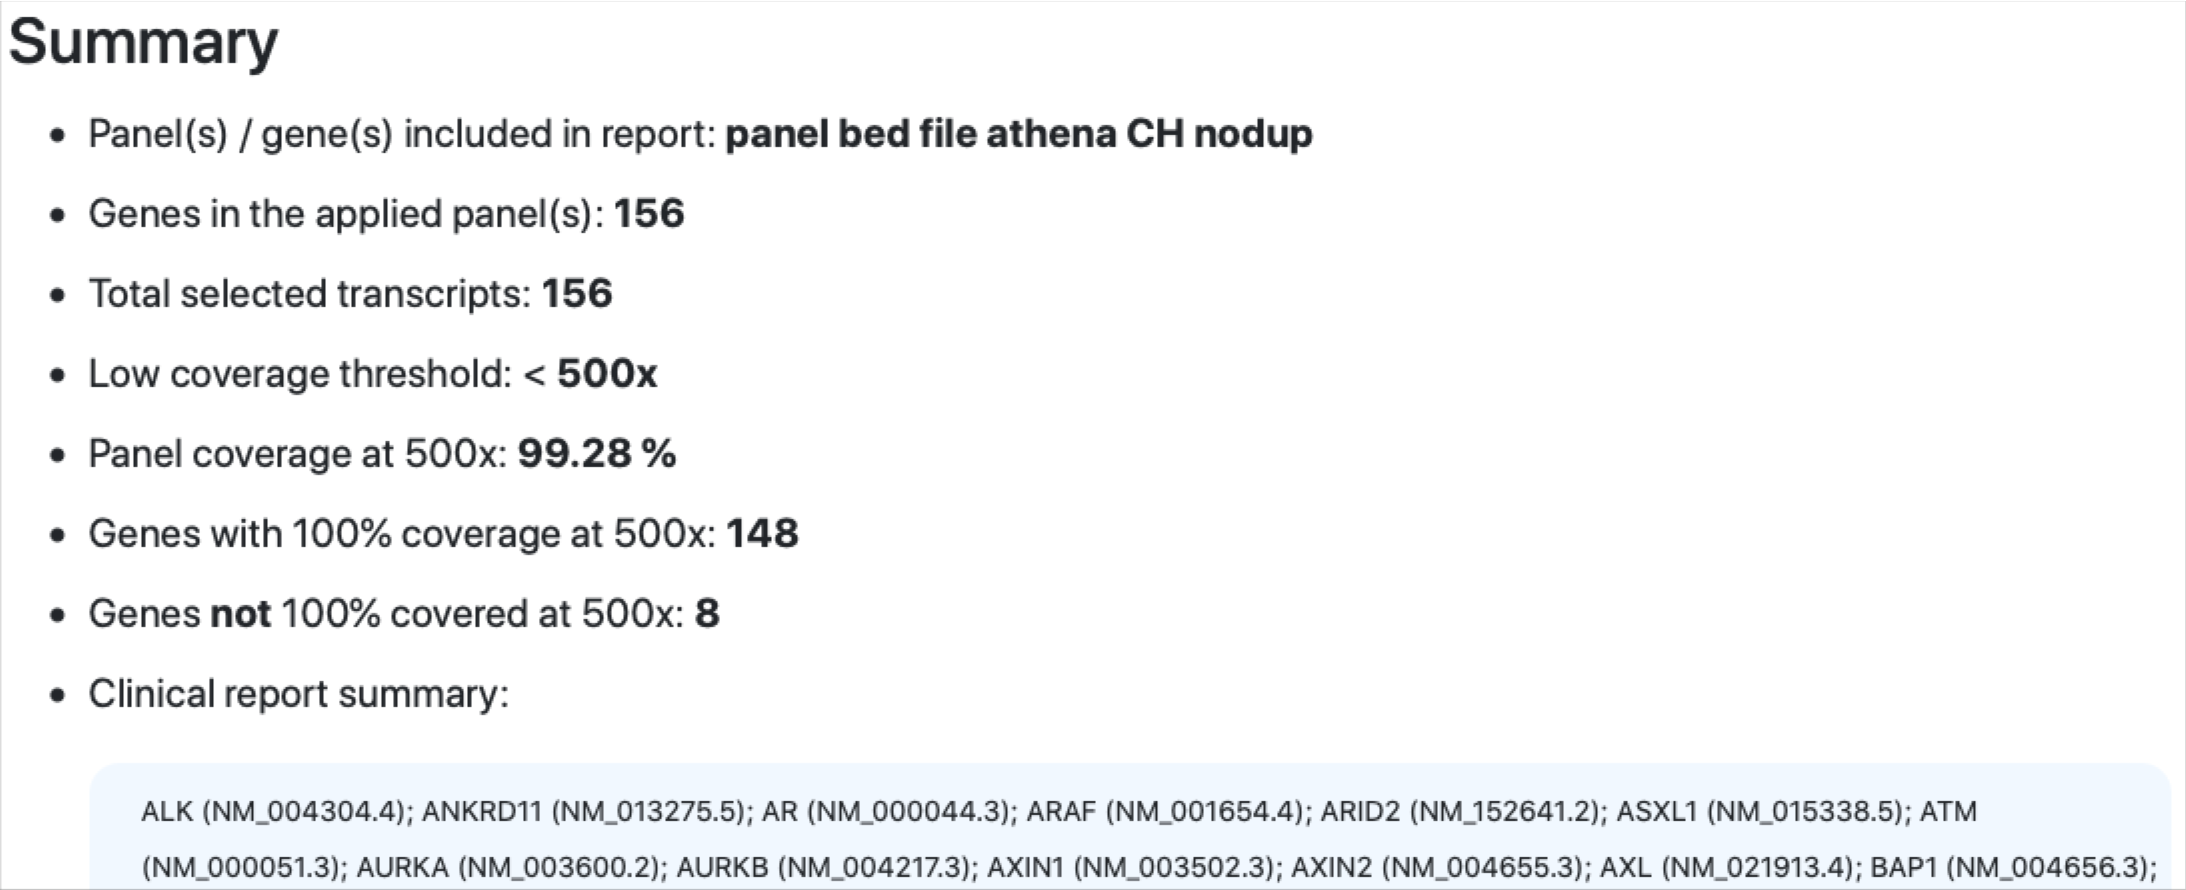 Summary
• Panel(s) / gene(s) included in report: panel bed file athena CH nodup
• Genes in the applied panel(s): 156
• Total selected transcripts: 156
• Low coverage threshold: < 500x
• Panel coverage at 500x: 99.28 %
• Genes with 100% coverage at 500x: 148
• Genes not 100% covered at 500x: 8
• Clinical report summary:
ALK (NM_004304.4); ANKRD11 (NM_013275.5); AR (NM_000044.3); ARAF (NM_001654.4); ARID2 (NM_152641.2); ASXL1 (NM_015338.5); ATM
(NM_000051.3); AURKA (NM_003600.2); AURKB (NM_004217.3); AXIN1 (NM_003502.3); AXIN2 (NM_004655.3); AXL (NM_021913.4); BAP1 (NM_004656.3);